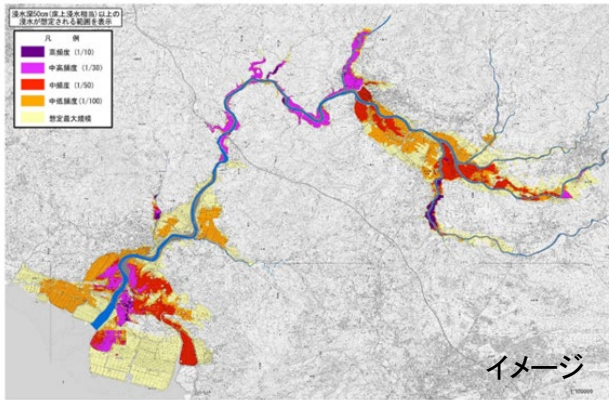 浸水深50cm(床上浸水相当)以上の
浸水が想定される範囲を表示
凡 例
高頻度 (1/10)
中高頻度 (1/30)
中頻度 (1/50)
中低頻度 (1/100)
想定最大規模
イメージ